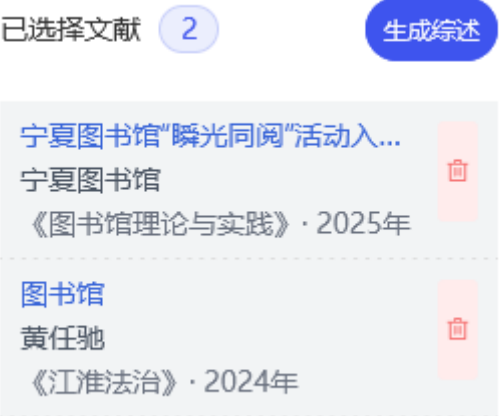 已选择文献 2 生成综述
宁夏图书馆“瞬光同阅”活动入...
宁夏图书馆
《图书馆理论与实践》· 2025年
图书馆
黄任驰
《江淮法治》· 2024年